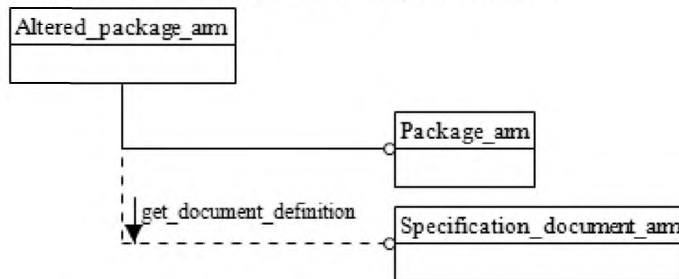 Altered_package_arm
Package_arm
get_document_definition
Specification_document_arm